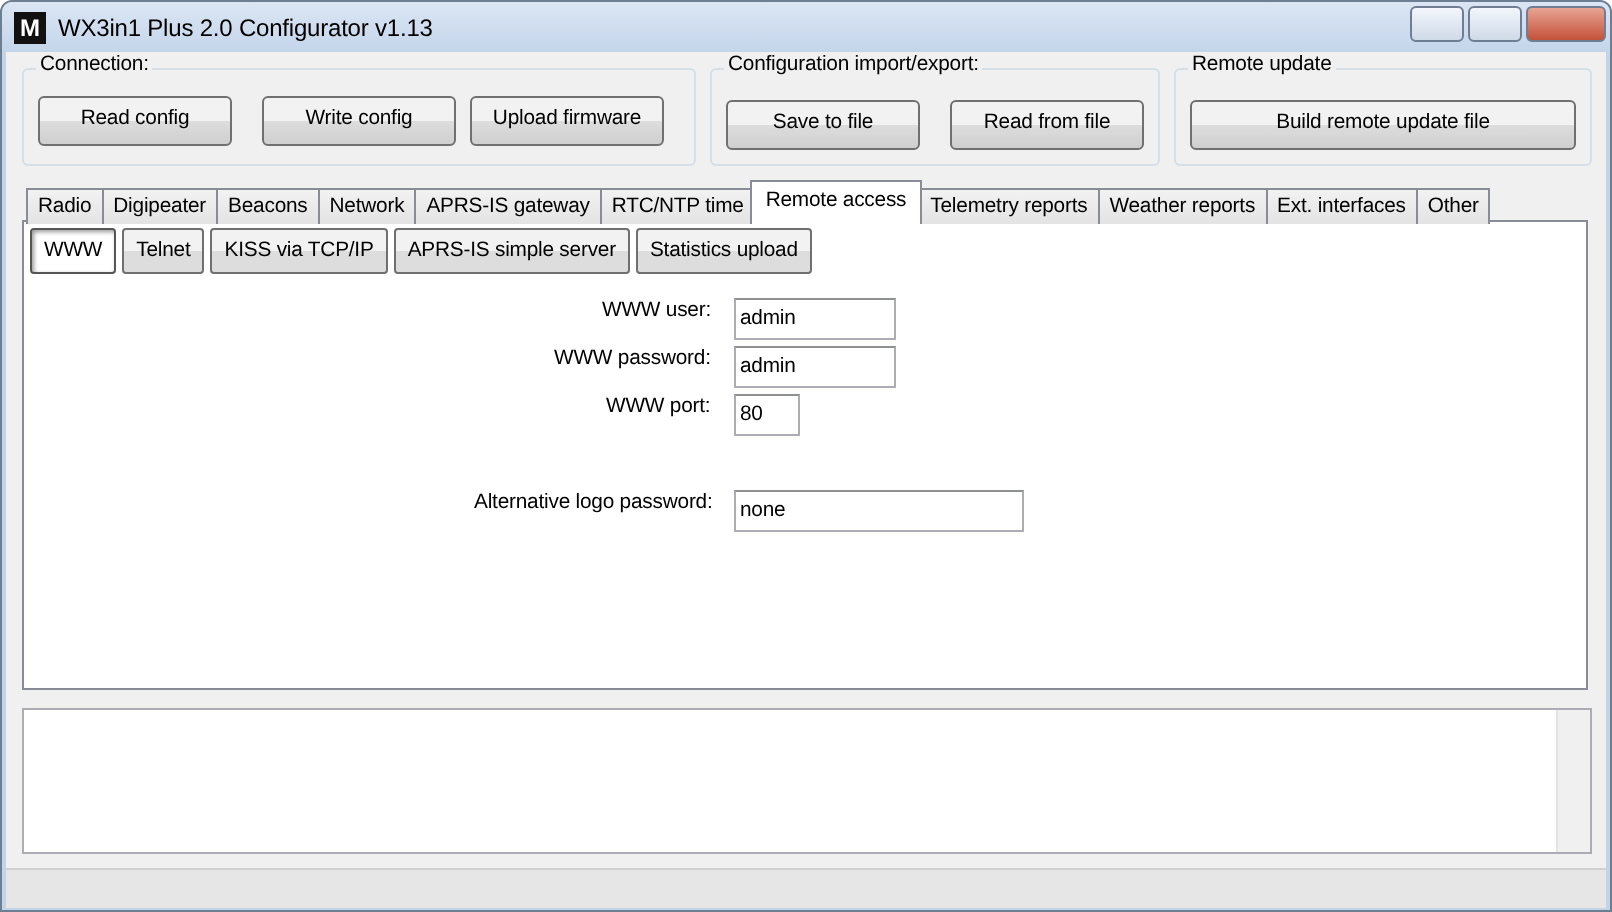 M WX3in1 Plus 2.0 Configurator v1.13
Connection: Configuration import/export: Remote update
Read config Write config Upload firmware Save to file Read from file Build remote update file
Radio Digipeater Beacons Network APRS-IS gateway RTC/NTP time Remote access Telemetry reports Weather reports Ext. interfaces Other
WWW Telnet KISS via TCP/IP APRS-IS simple server Statistics upload
WWW user: admin
WWW password: admin
WWW port: 80
Alternative logo password: none